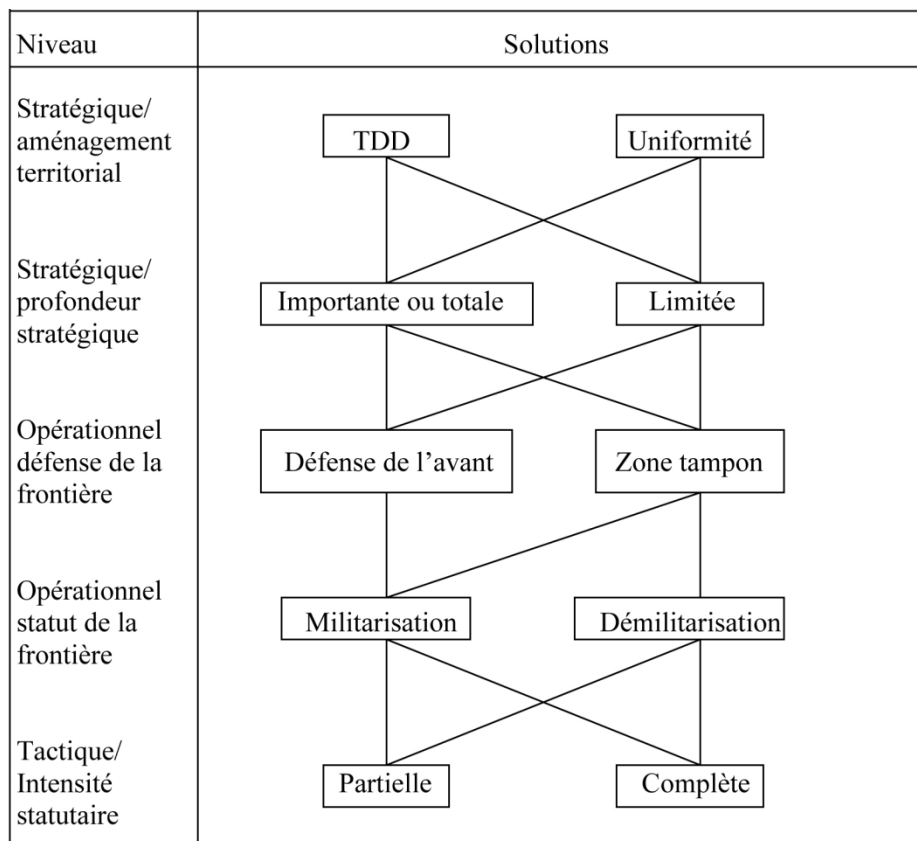 Niveau
Solutions
Stratégique/
aménagement
territorial
TDD
Uniformité
Stratégique/
profondeur
stratégique
Importante ou totale
Limitée
Opérationnel
défense de la
frontière
Défense de l’avant
Zone tampon
Opérationnel
statut de la
frontière
Militarisation
Démilitarisation
Tactique/
Intensité
statutaire
Partielle
Complète